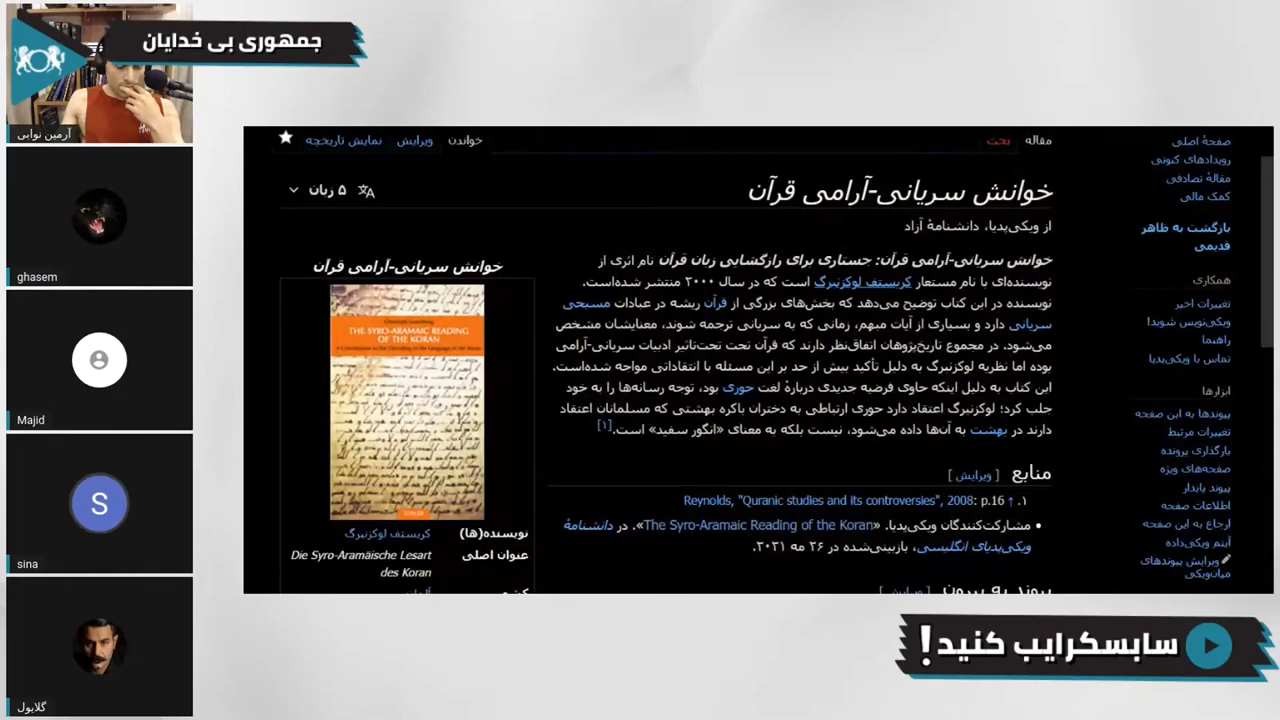 جمهوری بی خدایان
آرمین نوابی
ghasem
Majid
S
sina
گلایول
مقاله
بحث
خواندن
ویرایش
نمایش تاریخچه
خوانش سریانی-آرامی قرآن
۵ زبان
از ویکی‌پدیا، دانشنامهٔ آزاد
خوانش سریانی-آرامی قرآن: جستاری برای رازگشایی زبان قرآن نام اثری از
نویسنده‌ای با نام مستعار کریستف لوکزنبرگ است که در سال ۲۰۰۰ منتشر شده‌است.
نویسنده در این کتاب توضیح می‌دهد که بخش‌های بزرگی از قرآن ریشه در عبادات مسیحی
سریانی دارد و بسیاری از آیات مبهم، زمانی که به سریانی ترجمه شوند، معنایشان مشخص
می‌شود. در مجموع تاریخ‌پژوهان اتفاق‌نظر دارند که قرآن تحت تحت‌تاثیر ادبیات سریانی-آرامی
بوده اما نظریه لوکزنبرگ به دلیل تأکید بیش از حد بر این مسئله با انتقاداتی مواجه شده‌است.
این کتاب به دلیل اینکه حاوی فرضیه جدیدی دربارهٔ لغت حوری بود، توجه رسانه‌ها را به خود
جلب کرد؛ لوکزنبرگ اعتقاد دارد حوری ارتباطی به دختران باکره بهشتی که مسلمانان اعتقاد
دارند در بهشت به آن‌ها داده می‌شود، نیست بلکه به معنای «انگور سفید» است.[۱]
منابع [ویرایش]
۱. ↑ Reynolds, "Quranic studies and its controversies", 2008: p.16
• مشارکت‌کنندگان ویکی‌پدیا. «The Syro-Aramaic Reading of the Koran». در دانشنامهٔ
ویکی‌پدیای انگلیسی، بازبینی‌شده در ۲۶ مه ۲۰۲۱.
پیوند به بیرون [ویرایش]
خوانش سریانی-آرامی قرآن
THE SYRO-ARAMAIC READING
OF THE KORAN
نویسنده(ها) کریستف لوکزنبرگ
عنوان اصلی Die Syro-Aramäische Lesart
des Koran
کشور آلمان
صفحهٔ اصلی
رویدادهای کنونی
مقالهٔ تصادفی
کمک مالی
بازگشت به ظاهر
قدیمی
همکاری
تغییرات اخیر
ویکی‌نویس شوید!
راهنما
تماس با ویکی‌پدیا
ابزارها
پیوندها به این صفحه
تغییرات مرتبط
بارگذاری پرونده
صفحه‌های ویژه
پیوند پایدار
اطلاعات صفحه
ارجاع به این صفحه
آیتم ویکی‌داده
ویرایش پیوندهای
میان‌ویکی
سابسکرایب کنید!